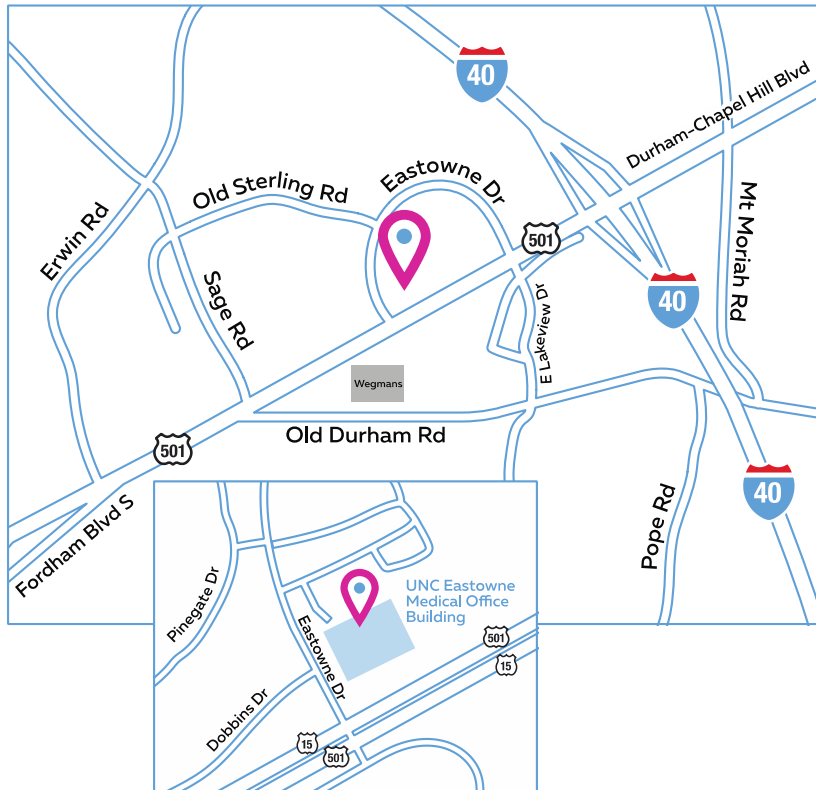 40
Durham-Chapel Hill Blvd
Old Sterling Rd
Eastowne Dr
Erwin Rd
501
Mt Moriah Rd
Sage Rd
40
E Lakeview Dr
Wegmans
Old Durham Rd
501
40
Fordham Blvd S
Pope Rd
UNC Eastowne
Medical Office
Building
Pinegate Dr
Eastowne Dr
501
15
Dobbins Dr
15
501